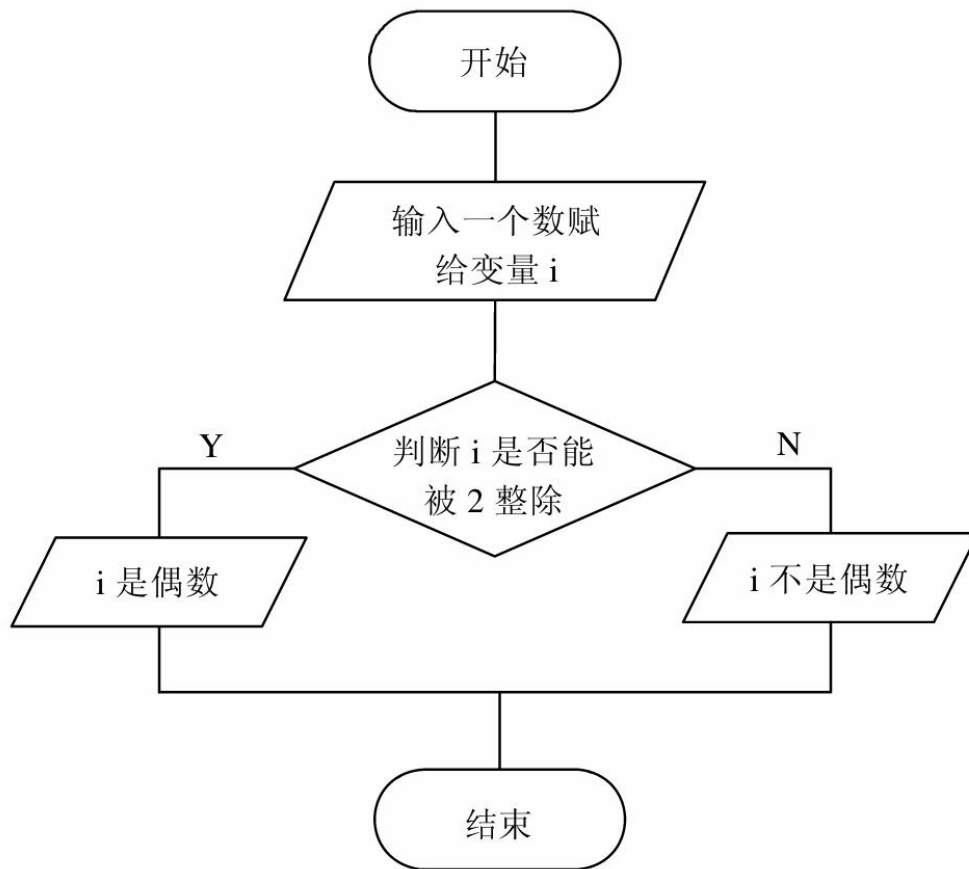 开始
输入一个数赋
给变量 i
判断 i 是否能
被 2 整除
Y
N
i 是偶数
i 不是偶数
结束